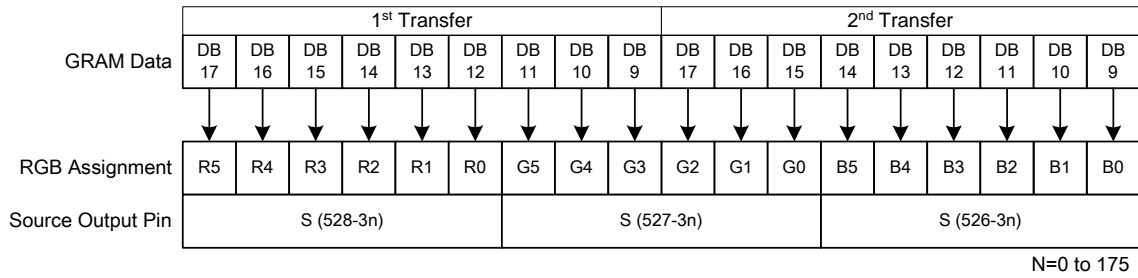 1st Transfer 2nd Transfer
GRAM Data DB 17 DB 16 DB 15 DB 14 DB 13 DB 12 DB 11 DB 10 DB 9 DB 17 DB 16 DB 15 DB 14 DB 13 DB 12 DB 11 DB 10 DB 9
RGB Assignment R5 R4 R3 R2 R1 R0 G5 G4 G3 G2 G1 G0 B5 B4 B3 B2 B1 B0
Source Output Pin S (528-3n) S (527-3n) S (526-3n)
N=0 to 175